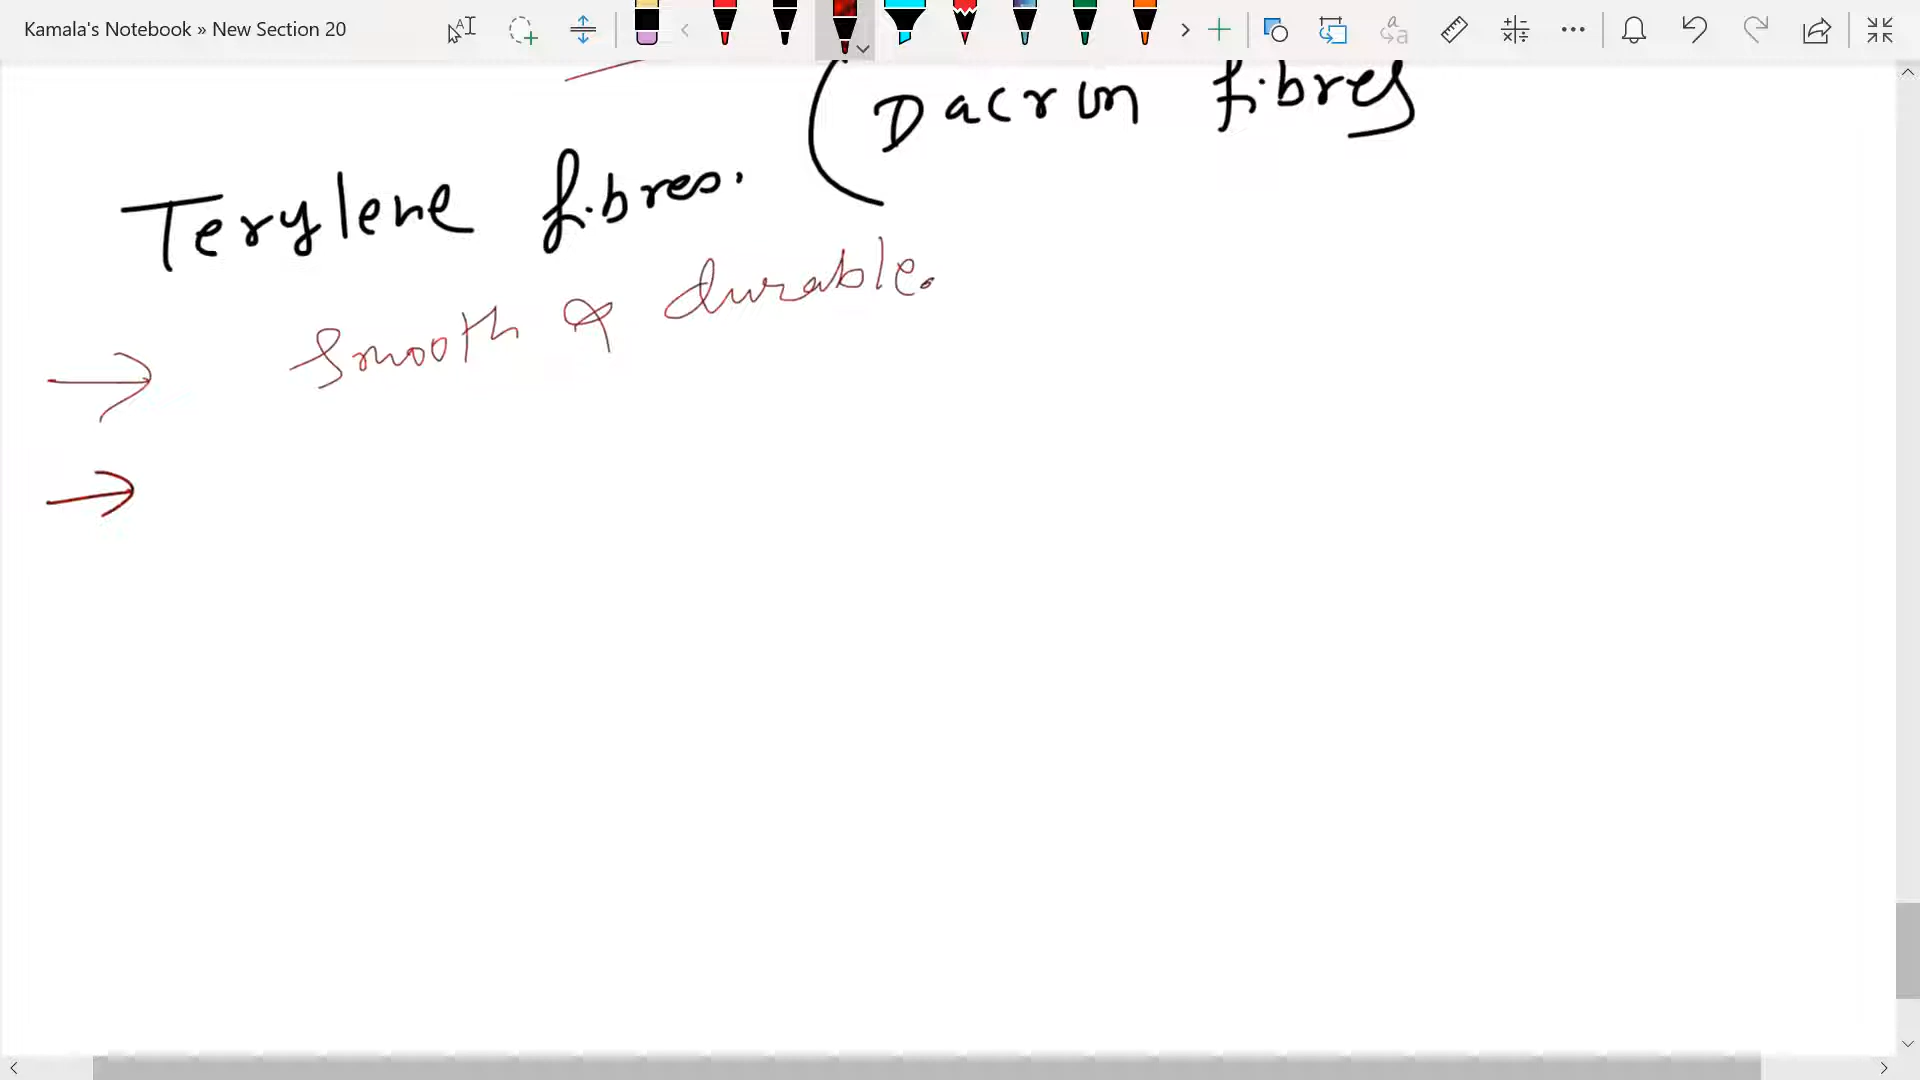 Kamala's Notebook » New Section 20
(Dacron fibres
Terylene fibres.
→ Smooth & durable.
→